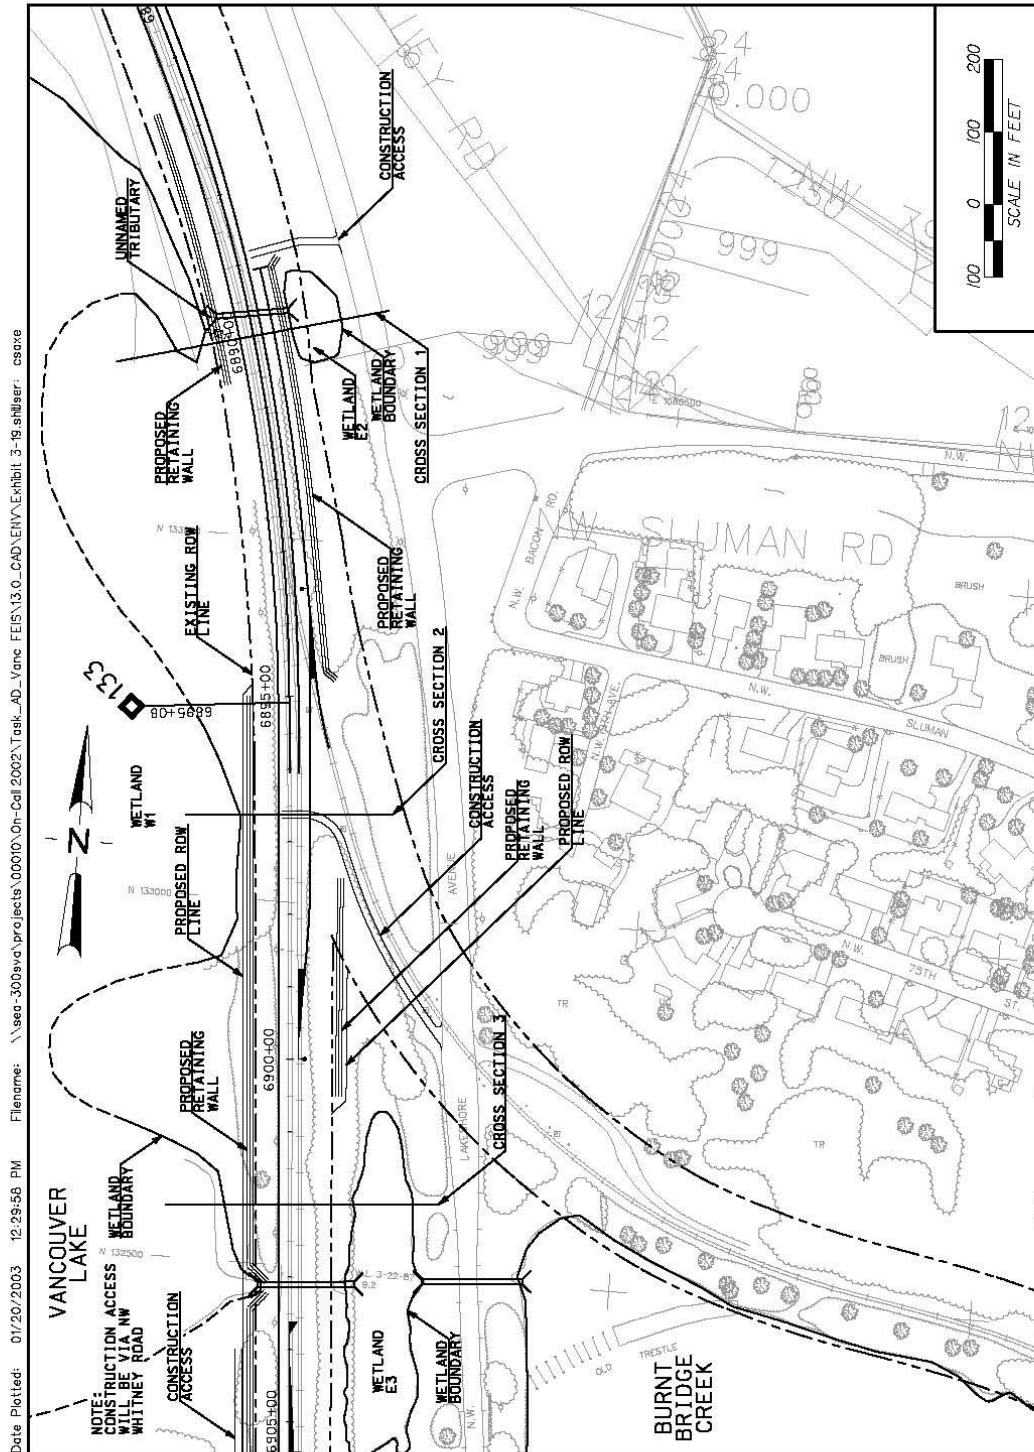 Date Plotted: 01/20/2003 12:29:58 PM Filename: \\sea-300svd\projects\00010\On-Call 2002\Task_AD_Vanc FEIS\13.0_CAD\ENV\Exhibit 3-19.sht
User: csaxe
VANCOUVER
LAKE
NOTE:
CONSTRUCTION ACCESS
WILL BE VIA NW
WHITNEY ROAD
CONSTRUCTION
ACCESS
6905+00
WETLAND
BOUNDARY
N 132500
PROPOSED
RETAINING
WALL
PROPOSED ROW
LINE
N 133000
6900+00
WETLAND
W1
N
133
6895+08
6895+00
EXISTING ROW
LINE
PROPOSED
RETAINING
WALL
UNNAMED
TRIBUTARY
6890+00
CONSTRUCTION
ACCESS
WETLAND
E2
WETLAND
BOUNDARY
CROSS SECTION 1
PROPOSED
RETAINING
WALL
CROSS SECTION 2
CONSTRUCTION
ACCESS
PROPOSED
RETAINING
WALL
PROPOSED ROW
LINE
CROSS SECTION 3
WETLAND
E3
WETLAND
BOUNDARY
N.W.
LAKESHORE
AVENUE
OLD
TRESTLE
BURNT
BRIDGE
CREEK
TR
TR
N.W.
BACON
RD.
NW SLUMAN RD
N.W.
SLUMAN
BRUSH
BRUSH
N.W.
75TH
ST.
N.W.
24
999
999
100
0
100
200
SCALE IN FEET